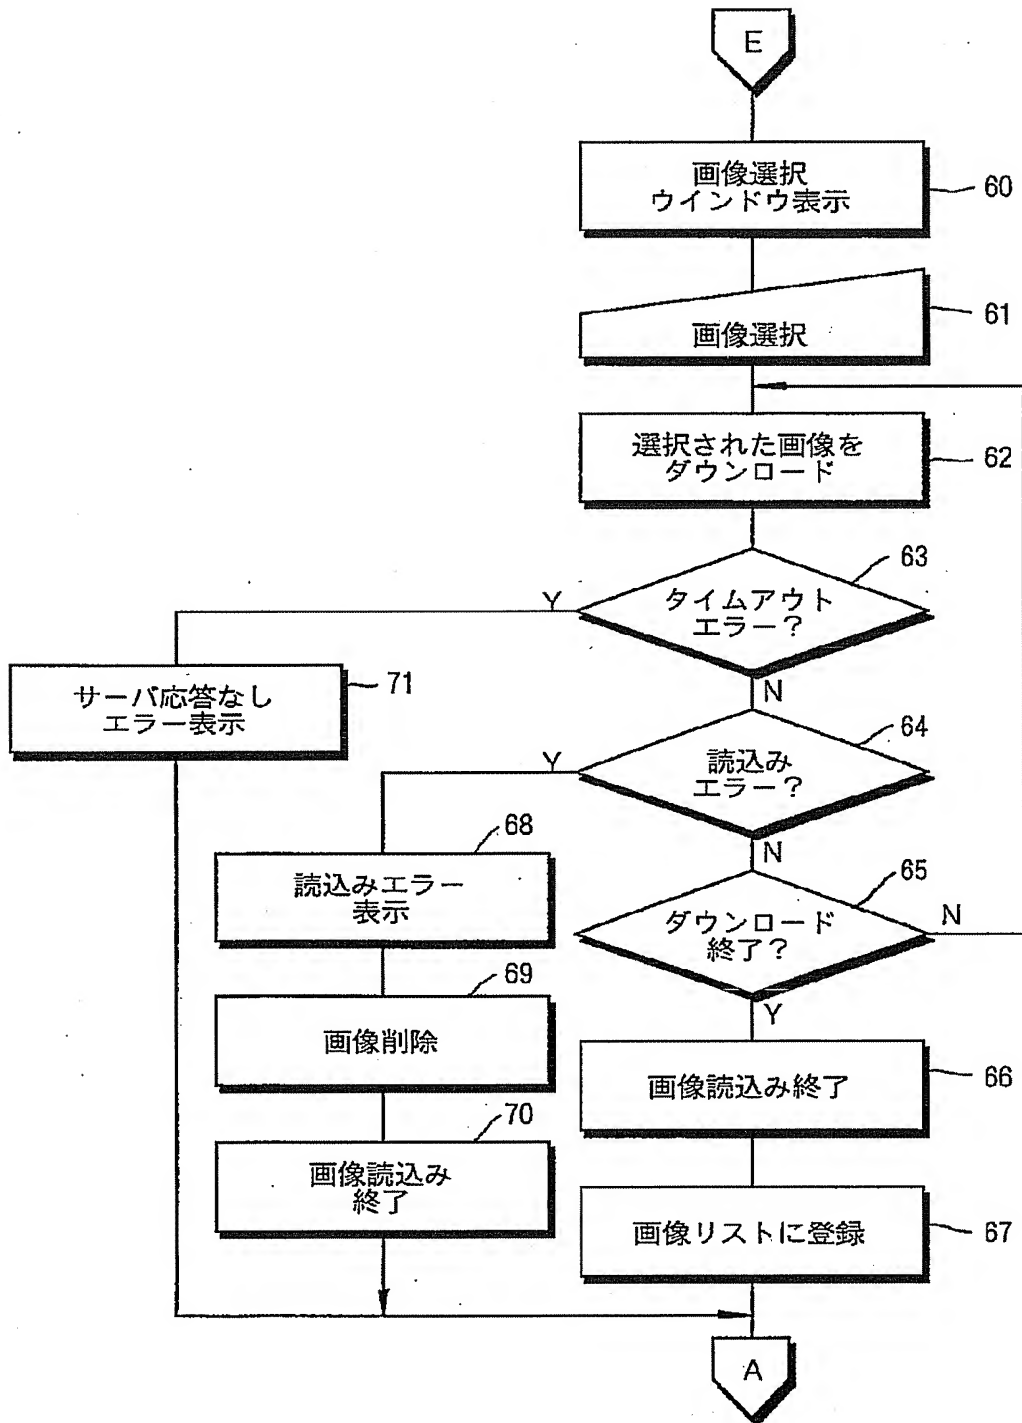 E
画像選択
ウインドウ表示
60
画像選択
61
選択された画像を
ダウンロード
62
63
タイムアウト
エラー?
Y
N
サーバ応答なし
エラー表示
71
64
読込み
エラー?
Y
N
68
読込みエラー
表示
65
ダウンロード
終了?
N
Y
69
画像削除
画像読込み終了
66
70
画像読込み
終了
画像リストに登録
67
A